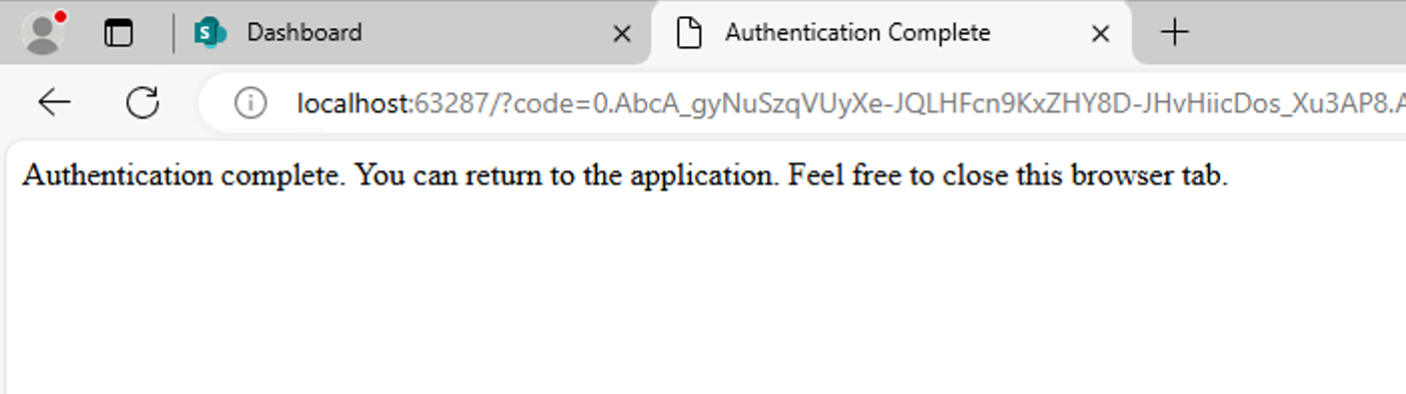 Dashboard
Authentication Complete
localhost:63287/?code=0.AbcA_gyNuSzqVUyXe-JQLHFcn9KxZHY8D-JHvHiicDos_Xu3AP8.A
Authentication complete. You can return to the application. Feel free to close this browser tab.